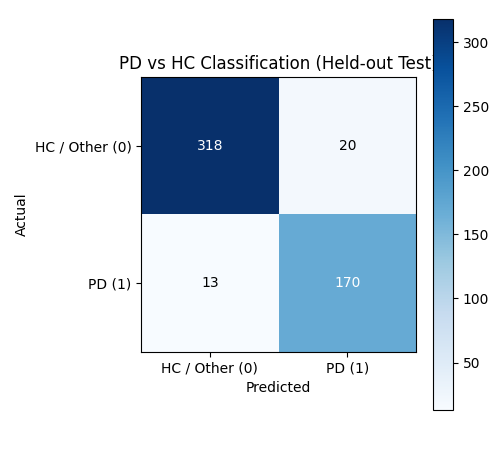 PD vs HC Classification (Held-out Test
HC / Other (0)
318
20
PD (1)
13
170
HC / Other (0)
PD (1)
Predicted
Actual
300
250
200
150
100
50